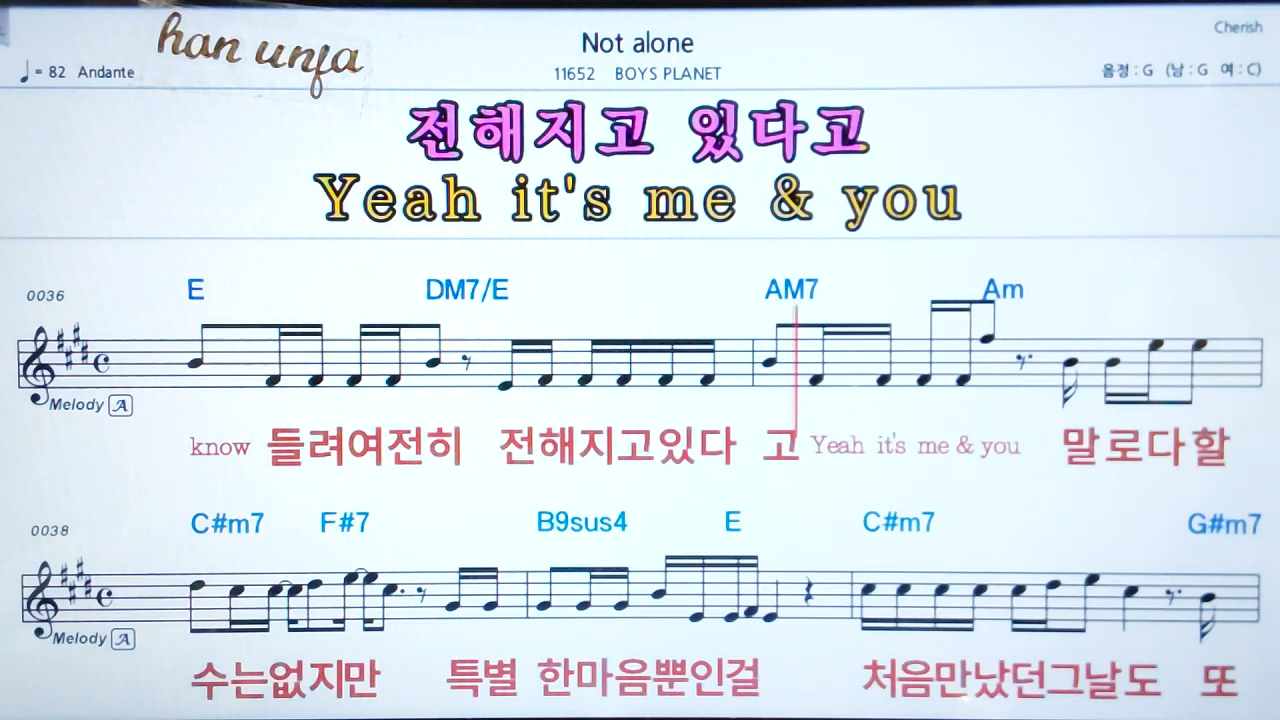 han unja
Not alone
Cherish
♩= 82 Andante
11652 BOYS PLANET
음정 : G (남 : G 여 : C)
전해지고 있다고
Yeah it's me & you
0036 E DM7/E AM7 Am
Melody A
know 들려여전히 전해지고있다 고 Yeah it's me & you 말로다할
0038 C#m7 F#7 B9sus4 E C#m7 G#m7
Melody A
수는없지만 특별 한마음뿐인걸 처음만났던그날도 또